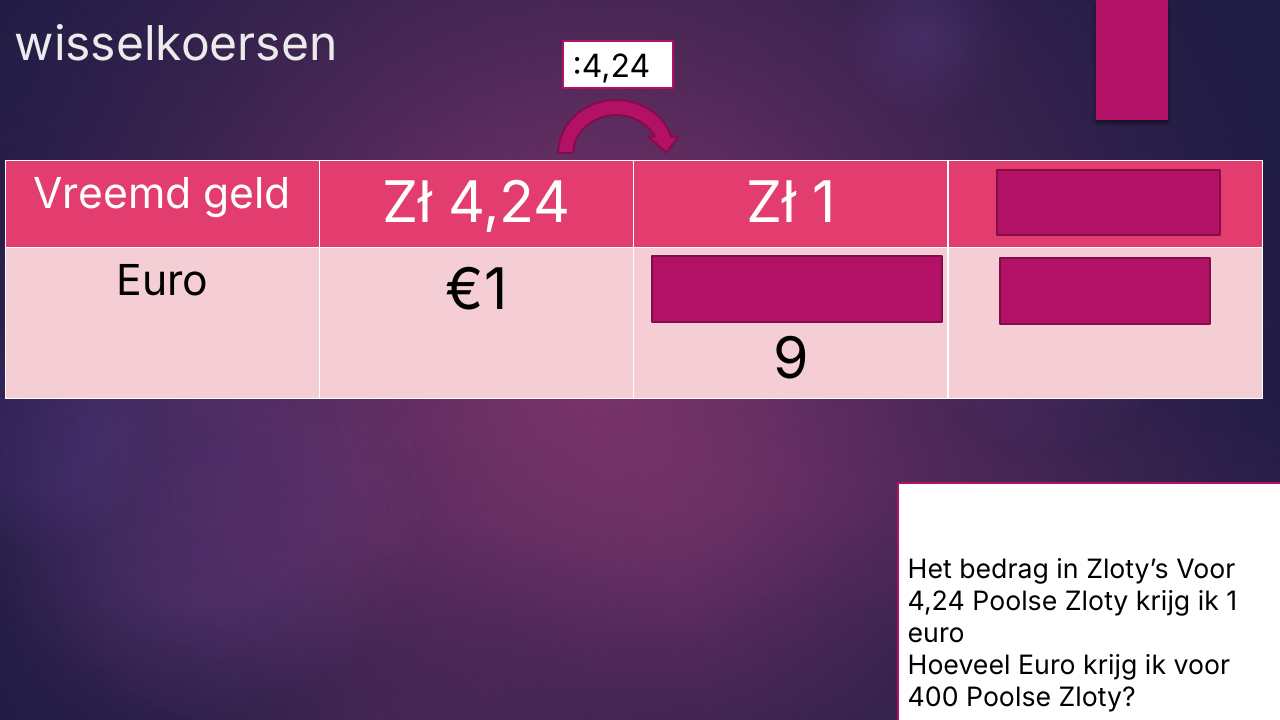 wisselkoersen
:4,24
Vreemd geld Zł 4,24 Zł 1
Euro €1
9
Het bedrag in Zloty’s Voor
4,24 Poolse Zloty krijg ik 1
euro
Hoeveel Euro krijg ik voor
400 Poolse Zloty?